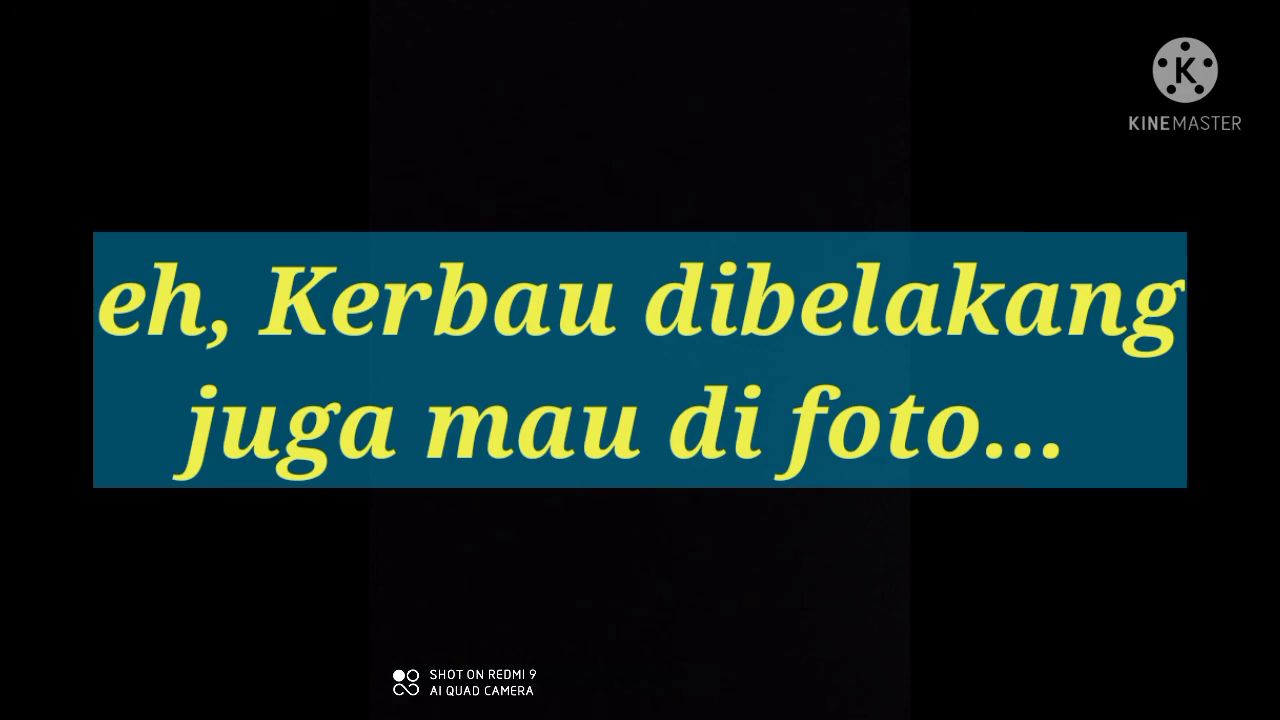 KINEMASTER
eh, Kerbau dibelakang
juga mau di foto...
SHOT ON REDMI 9
AI QUAD CAMERA